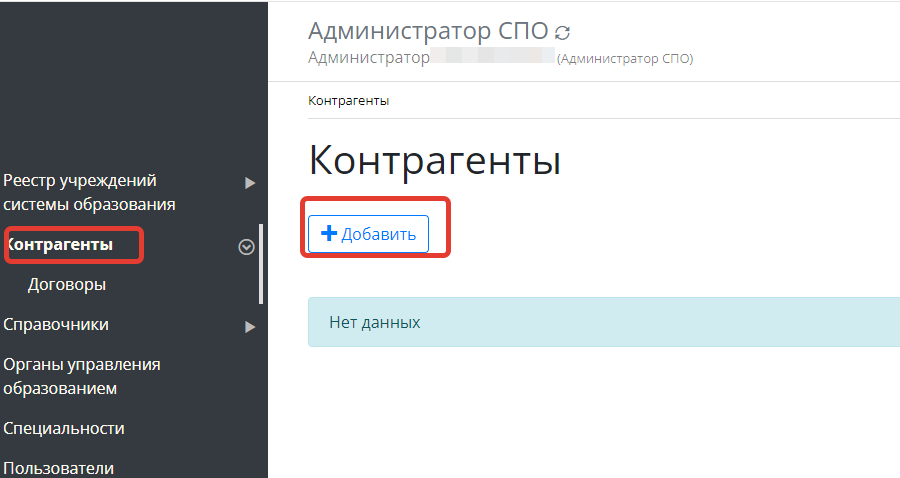 Администратор СПО
Администратор (Администратор СПО)
Контрагенты
Контрагенты
Добавить
Нет данных
Реестр учреждений
системы образования
Контрагенты
Договоры
Справочники
Органы управления
образованием
Специальности
Пользователи